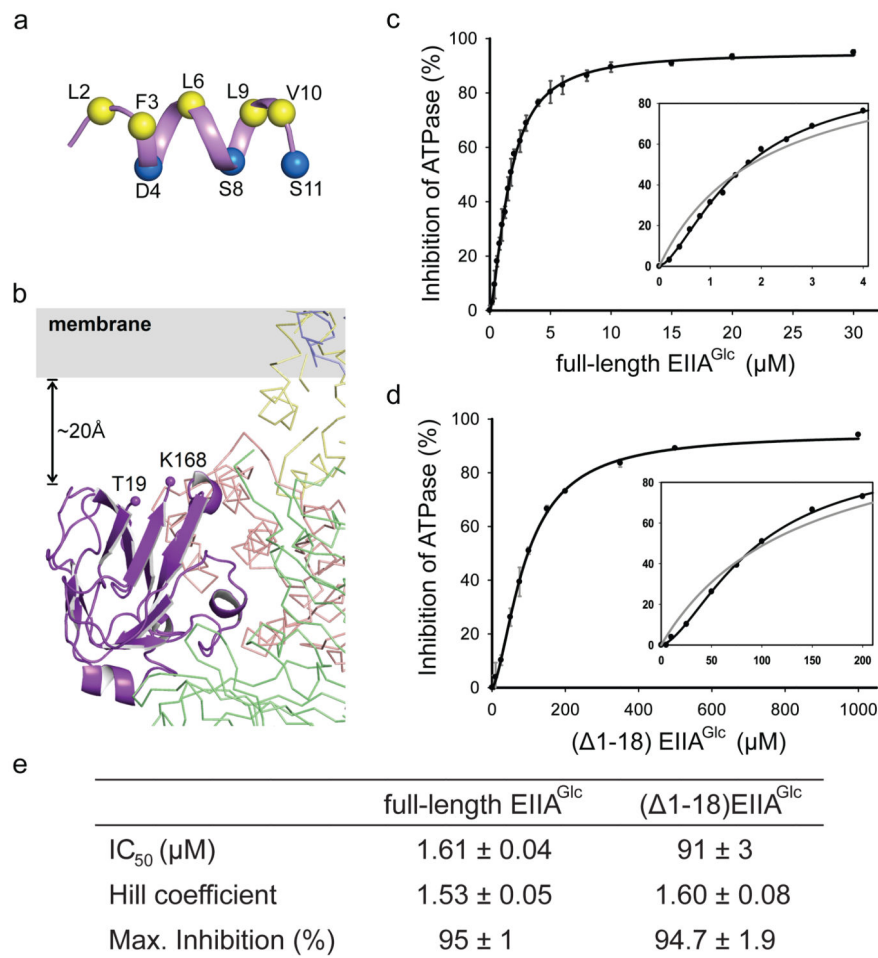 a
L2
F3
L6
L9
V10
D4
S8
S11
b
membrane
~20Å
T19
K168
c
Inhibition of ATPase (%)
100
80
60
40
20
0
0 5 10 15 20 25 30
full-length EIIA^Glc (µM)
80
60
40
20
0
0 1 2 3 4
d
Inhibition of ATPase (%)
100
80
60
40
20
0
0 200 400 600 800 1000
(Δ1-18) EIIA^Glc (µM)
80
60
40
20
0
0 50 100 150 200
e
full-length EIIA^Glc (Δ1-18)EIIA^Glc
IC₅₀ (µM) 1.61 ± 0.04 91 ± 3
Hill coefficient 1.53 ± 0.05 1.60 ± 0.08
Max. Inhibition (%) 95 ± 1 94.7 ± 1.9